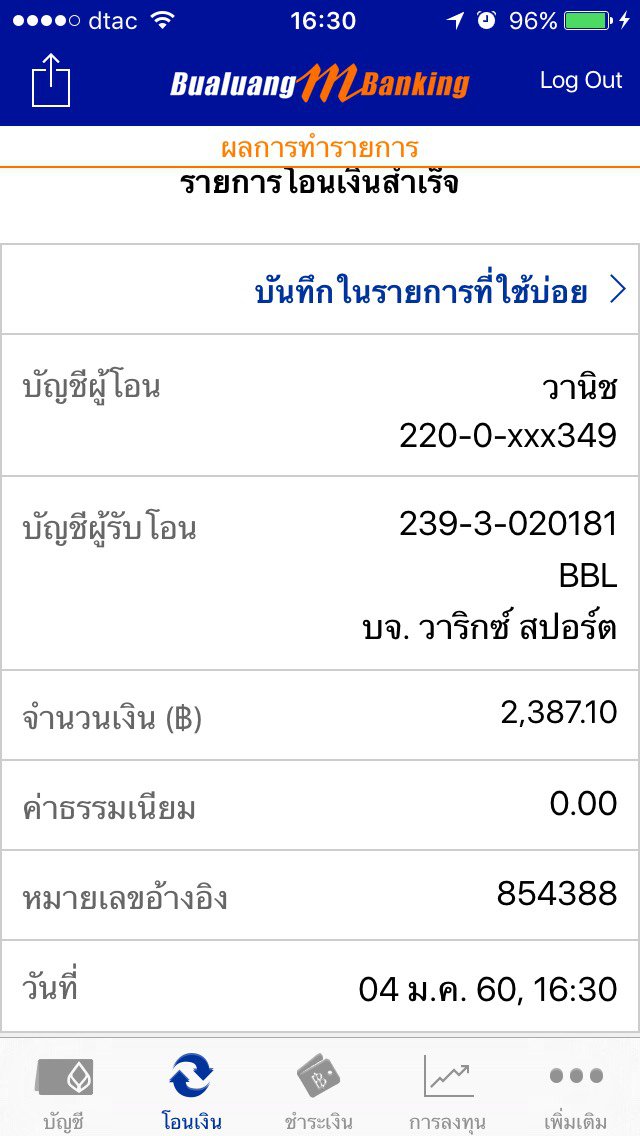 dtac 16:30 96%
Bualuang mBanking Log Out
ผลการทำรายการ
รายการโอนเงินสำเร็จ
บันทึกในรายการที่ใช้บ่อย
บัญชีผู้โอน วานิช
220-0-xxx349
บัญชีผู้รับโอน 239-3-020181
BBL
บจ. วาริกซ์ สปอร์ต
จำนวนเงิน (฿) 2,387.10
ค่าธรรมเนียม 0.00
หมายเลขอ้างอิง 854388
วันที่ 04 ม.ค. 60, 16:30
บัญชี โอนเงิน ชำระเงิน การลงทุน เพิ่มเติม